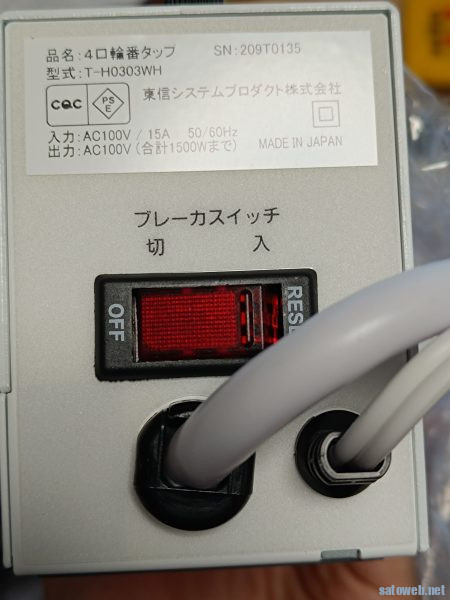 品名:4口輪番タップ SN:209T0135
型式:T-H0303WH
CQC PSE 東信システムプロダクト株式会社
入力:AC100V / 15A 50/60Hz
出力:AC100V(合計1500Wまで) MADE IN JAPAN
ブレーカスイッチ
切 入
OFF RES
satoweb.net